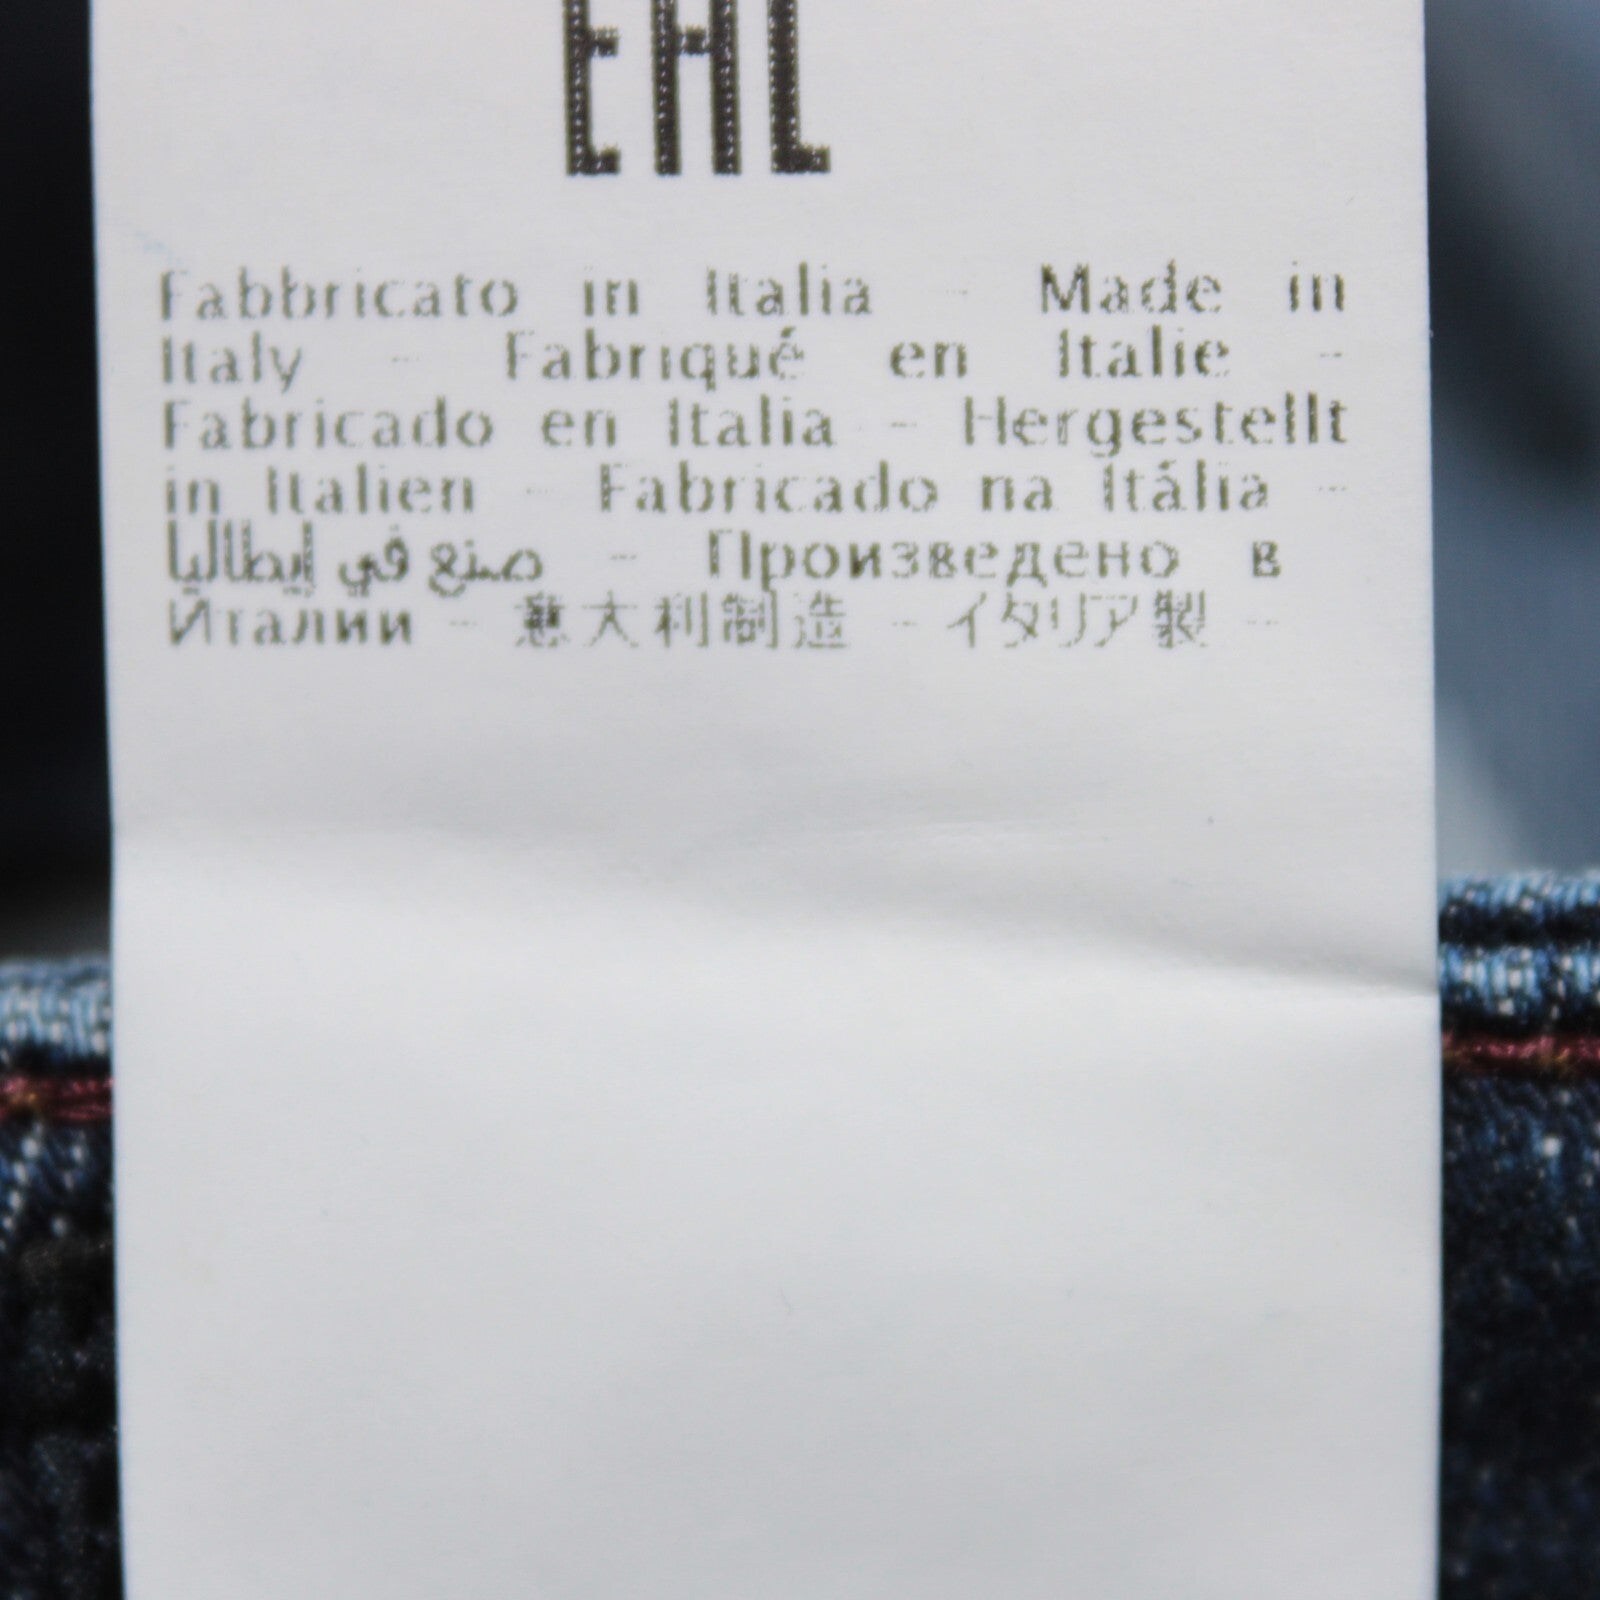 EAC
Fabbricato in Italia - Made in
Italy - Fabriqué en Italie -
Fabricado en Italia - Hergestellt
in Italien - Fabricado na Itália -
صنع في إيطاليا - Произведено в
Италии - 意大利制造 - イタリア製 -